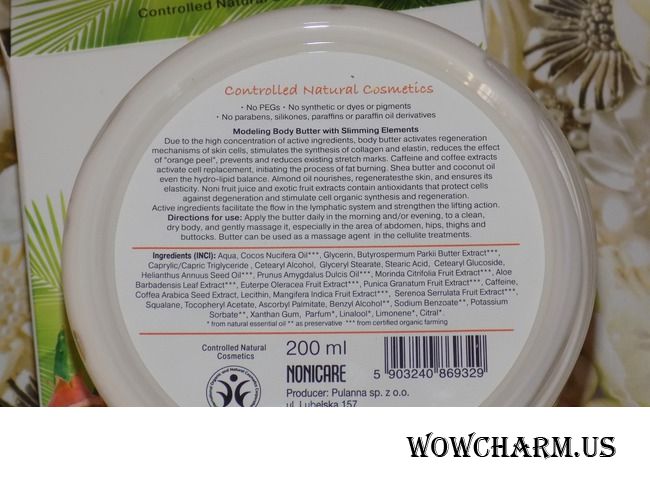 Controlled Natural
Controlled Natural Cosmetics
• No PEGs • No synthetic or dyes or pigments
• No parabens, silikones, paraffins or paraffin oil derivatives
Modeling Body Butter with Slimming Elements
Due to the high concentration of active ingredients, body butter activates regeneration
mechanisms of skin cells, stimulates the synthesis of collagen and elastin, reduces the effect
of "orange peel", prevents and reduces existing stretch marks. Caffeine and coffee extracts
activate cell replacement, initiating the process of fat burning. Shea butter and coconut oil
even the hydro-lipid balance. Almond oil nourishes, regeneratesthe skin, and ensures its
elasticity. Noni fruit juice and exotic fruit extracts contain antioxidants that protect cells
against degeneration and stimulate cell organic synthesis and regeneration.
Active ingredients facilitate the flow in the lymphatic system and strengthen the lifting action.
Directions for use: Apply the butter daily in the morning and/or evening, to a clean,
dry body, and gently massage it, especially in the area of abdomen, hips, thighs and
buttocks. Butter can be used as a massage agent in the cellulite treatments.
Ingredients (INCI): Aqua, Cocos Nucifera Oil***, Glycerin, Butyrospermum Parkii Butter Extract***,
Caprylic/Capric Triglyceride , Cetearyl Alcohol, Glyceryl Stearate, Stearic Acid, Cetearyl Glucoside,
Helianthus Annuus Seed Oil***, Prunus Amygdalus Dulcis Oil***, Morinda Citrifolia Fruit Extract***, Aloe
Barbadensis Leaf Extract***, Euterpe Oleracea Fruit Extract***, Punica Granatum Fruit Extract***, Caffeine,
Coffea Arabica Seed Extract, Lecithin, Mangifera Indica Fruit Extract***, Serenoa Serrulata Fruit Extract***,
Squalane, Tocopheryl Acetate, Ascorbyl Palmitate, Benzyl Alcohol**, Sodium Benzoate**, Potassium
Sorbate**, Xanthan Gum, Parfum*, Linalool*, Limonene*, Citral*.
* from natural essential oil ** as preservative *** from certified organic farming
Controlled Natural
Cosmetics
200 ml
NONICARE
5 903240 869329
Producer: Pulanna sp. z o.o.
ul. Lubelska 157
WOWCHARM.US